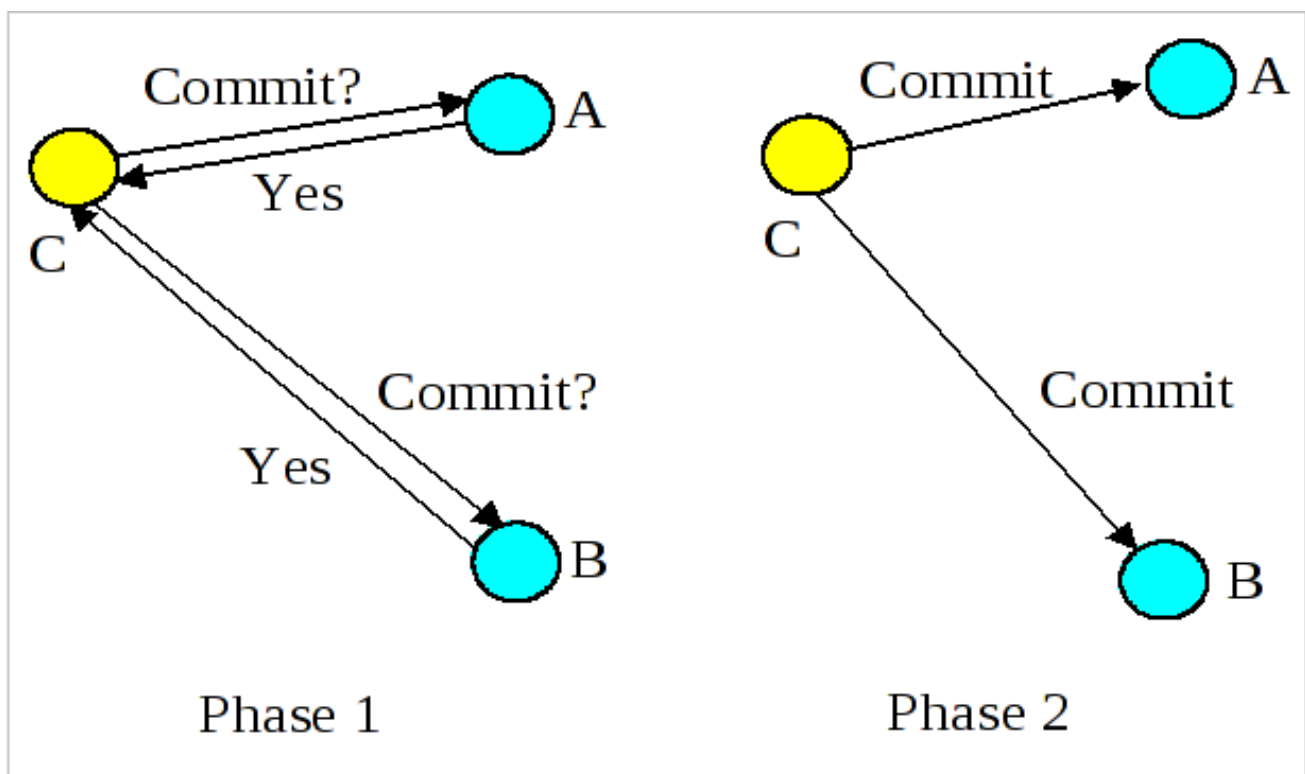 Commit?
A
Yes
C
Commit?
Yes
B
Phase 1
Commit
A
C
Commit
B
Phase 2